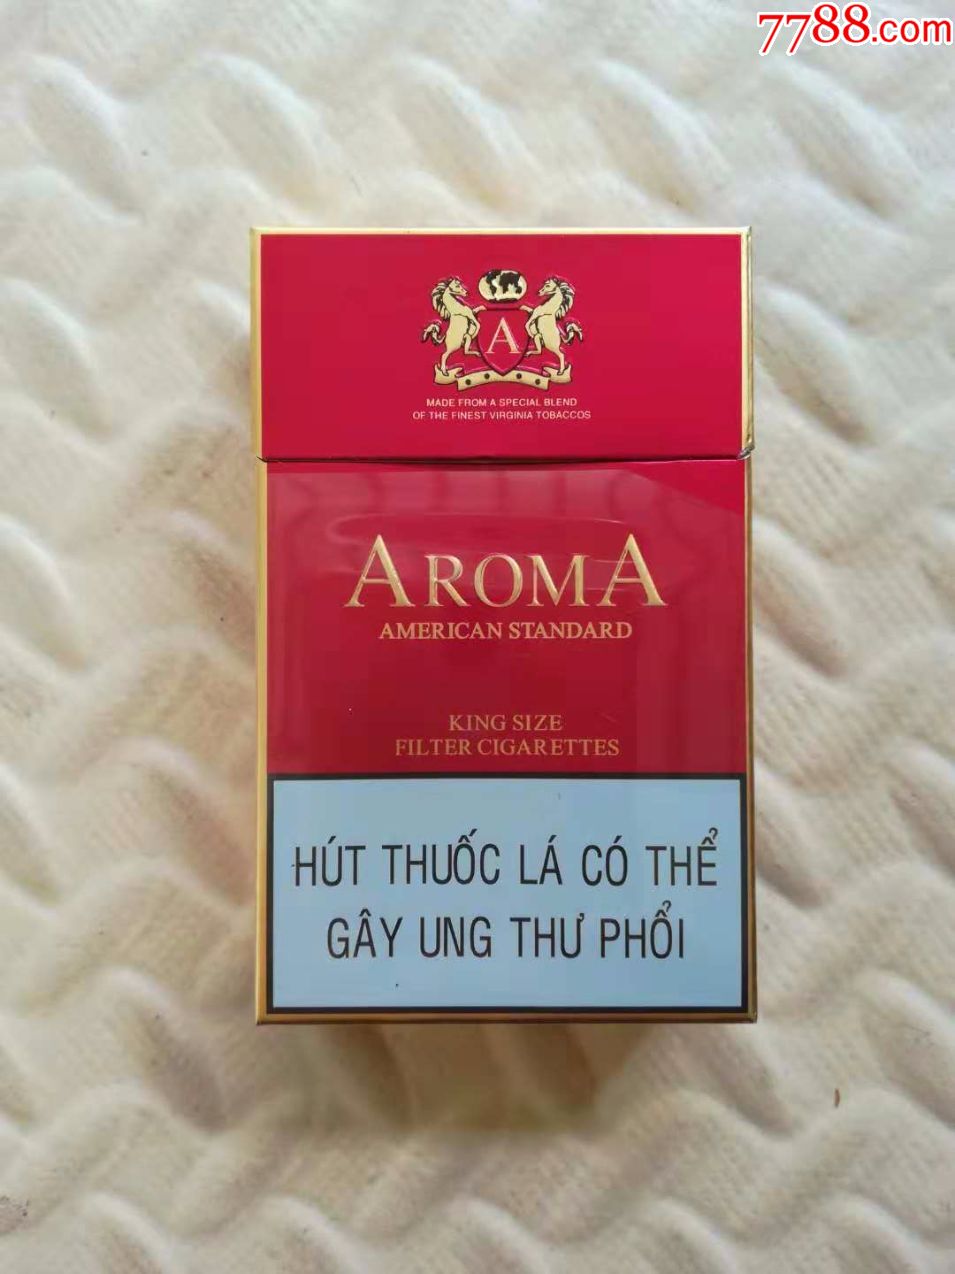 7788.com
A
MADE FROM A SPECIAL BLEND
OF THE FINEST VIRGINIA TOBACCOS
AROMA
AMERICAN STANDARD
KING SIZE
FILTER CIGARETTES
HÚT THUỐC LÁ CÓ THỂ
GÂY UNG THƯ PHỔI